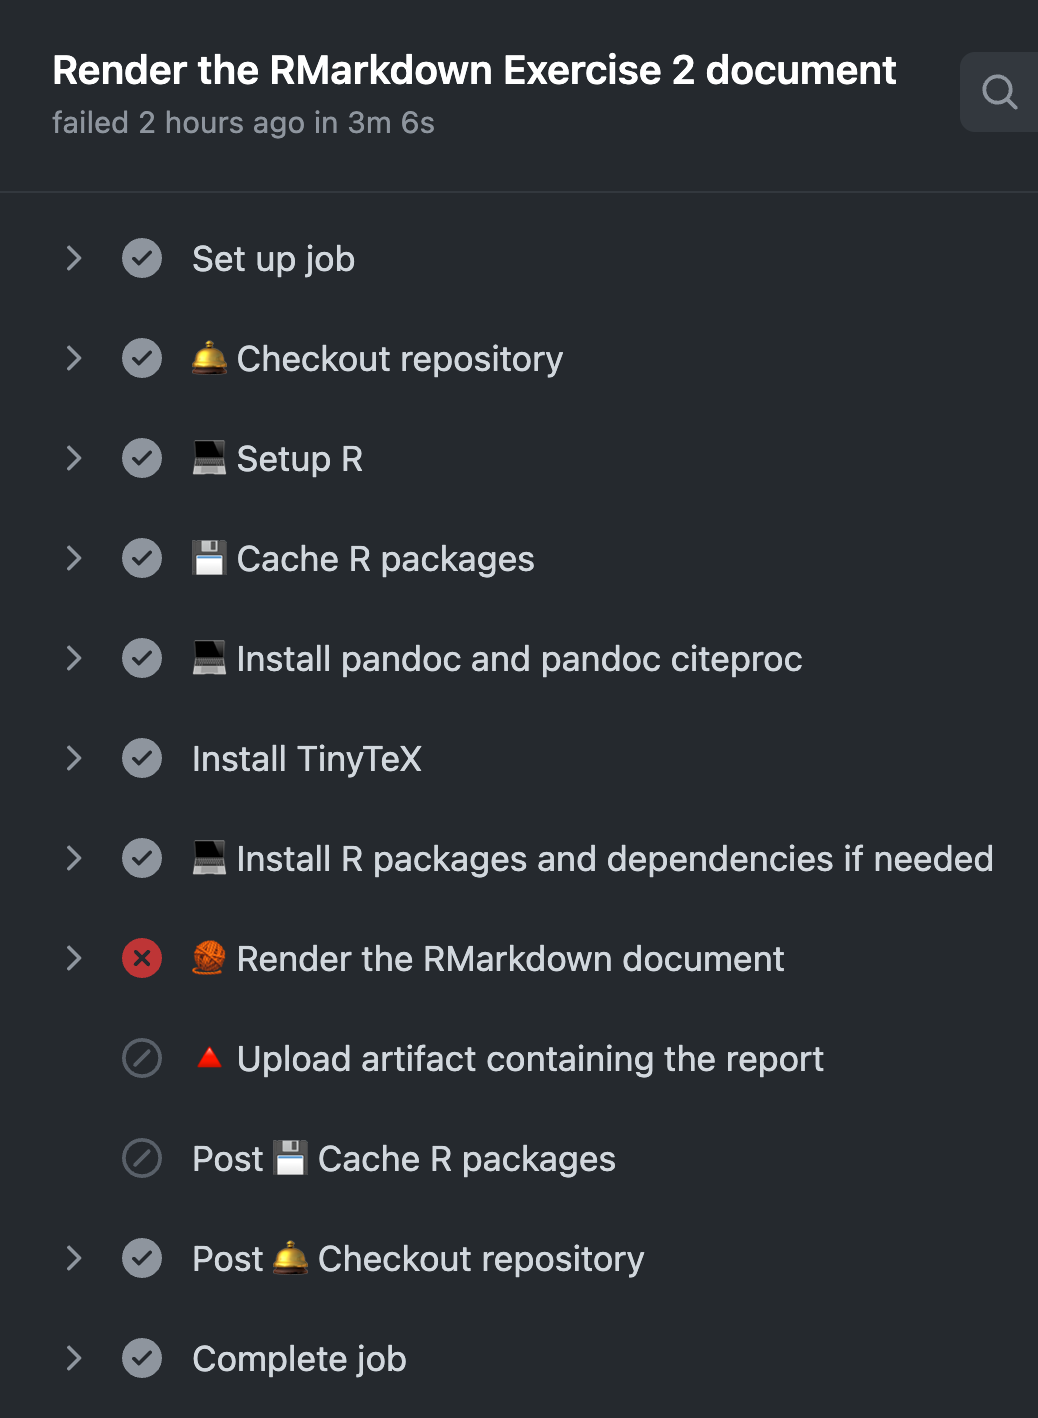 Render the RMarkdown Exercise 2 document
failed 2 hours ago in 3m 6s
Set up job
🛎 Checkout repository
💻 Setup R
💾 Cache R packages
💻 Install pandoc and pandoc citeproc
Install TinyTeX
💻 Install R packages and dependencies if needed
🧶 Render the RMarkdown document
🔺 Upload artifact containing the report
Post 💾 Cache R packages
Post 🛎 Checkout repository
Complete job